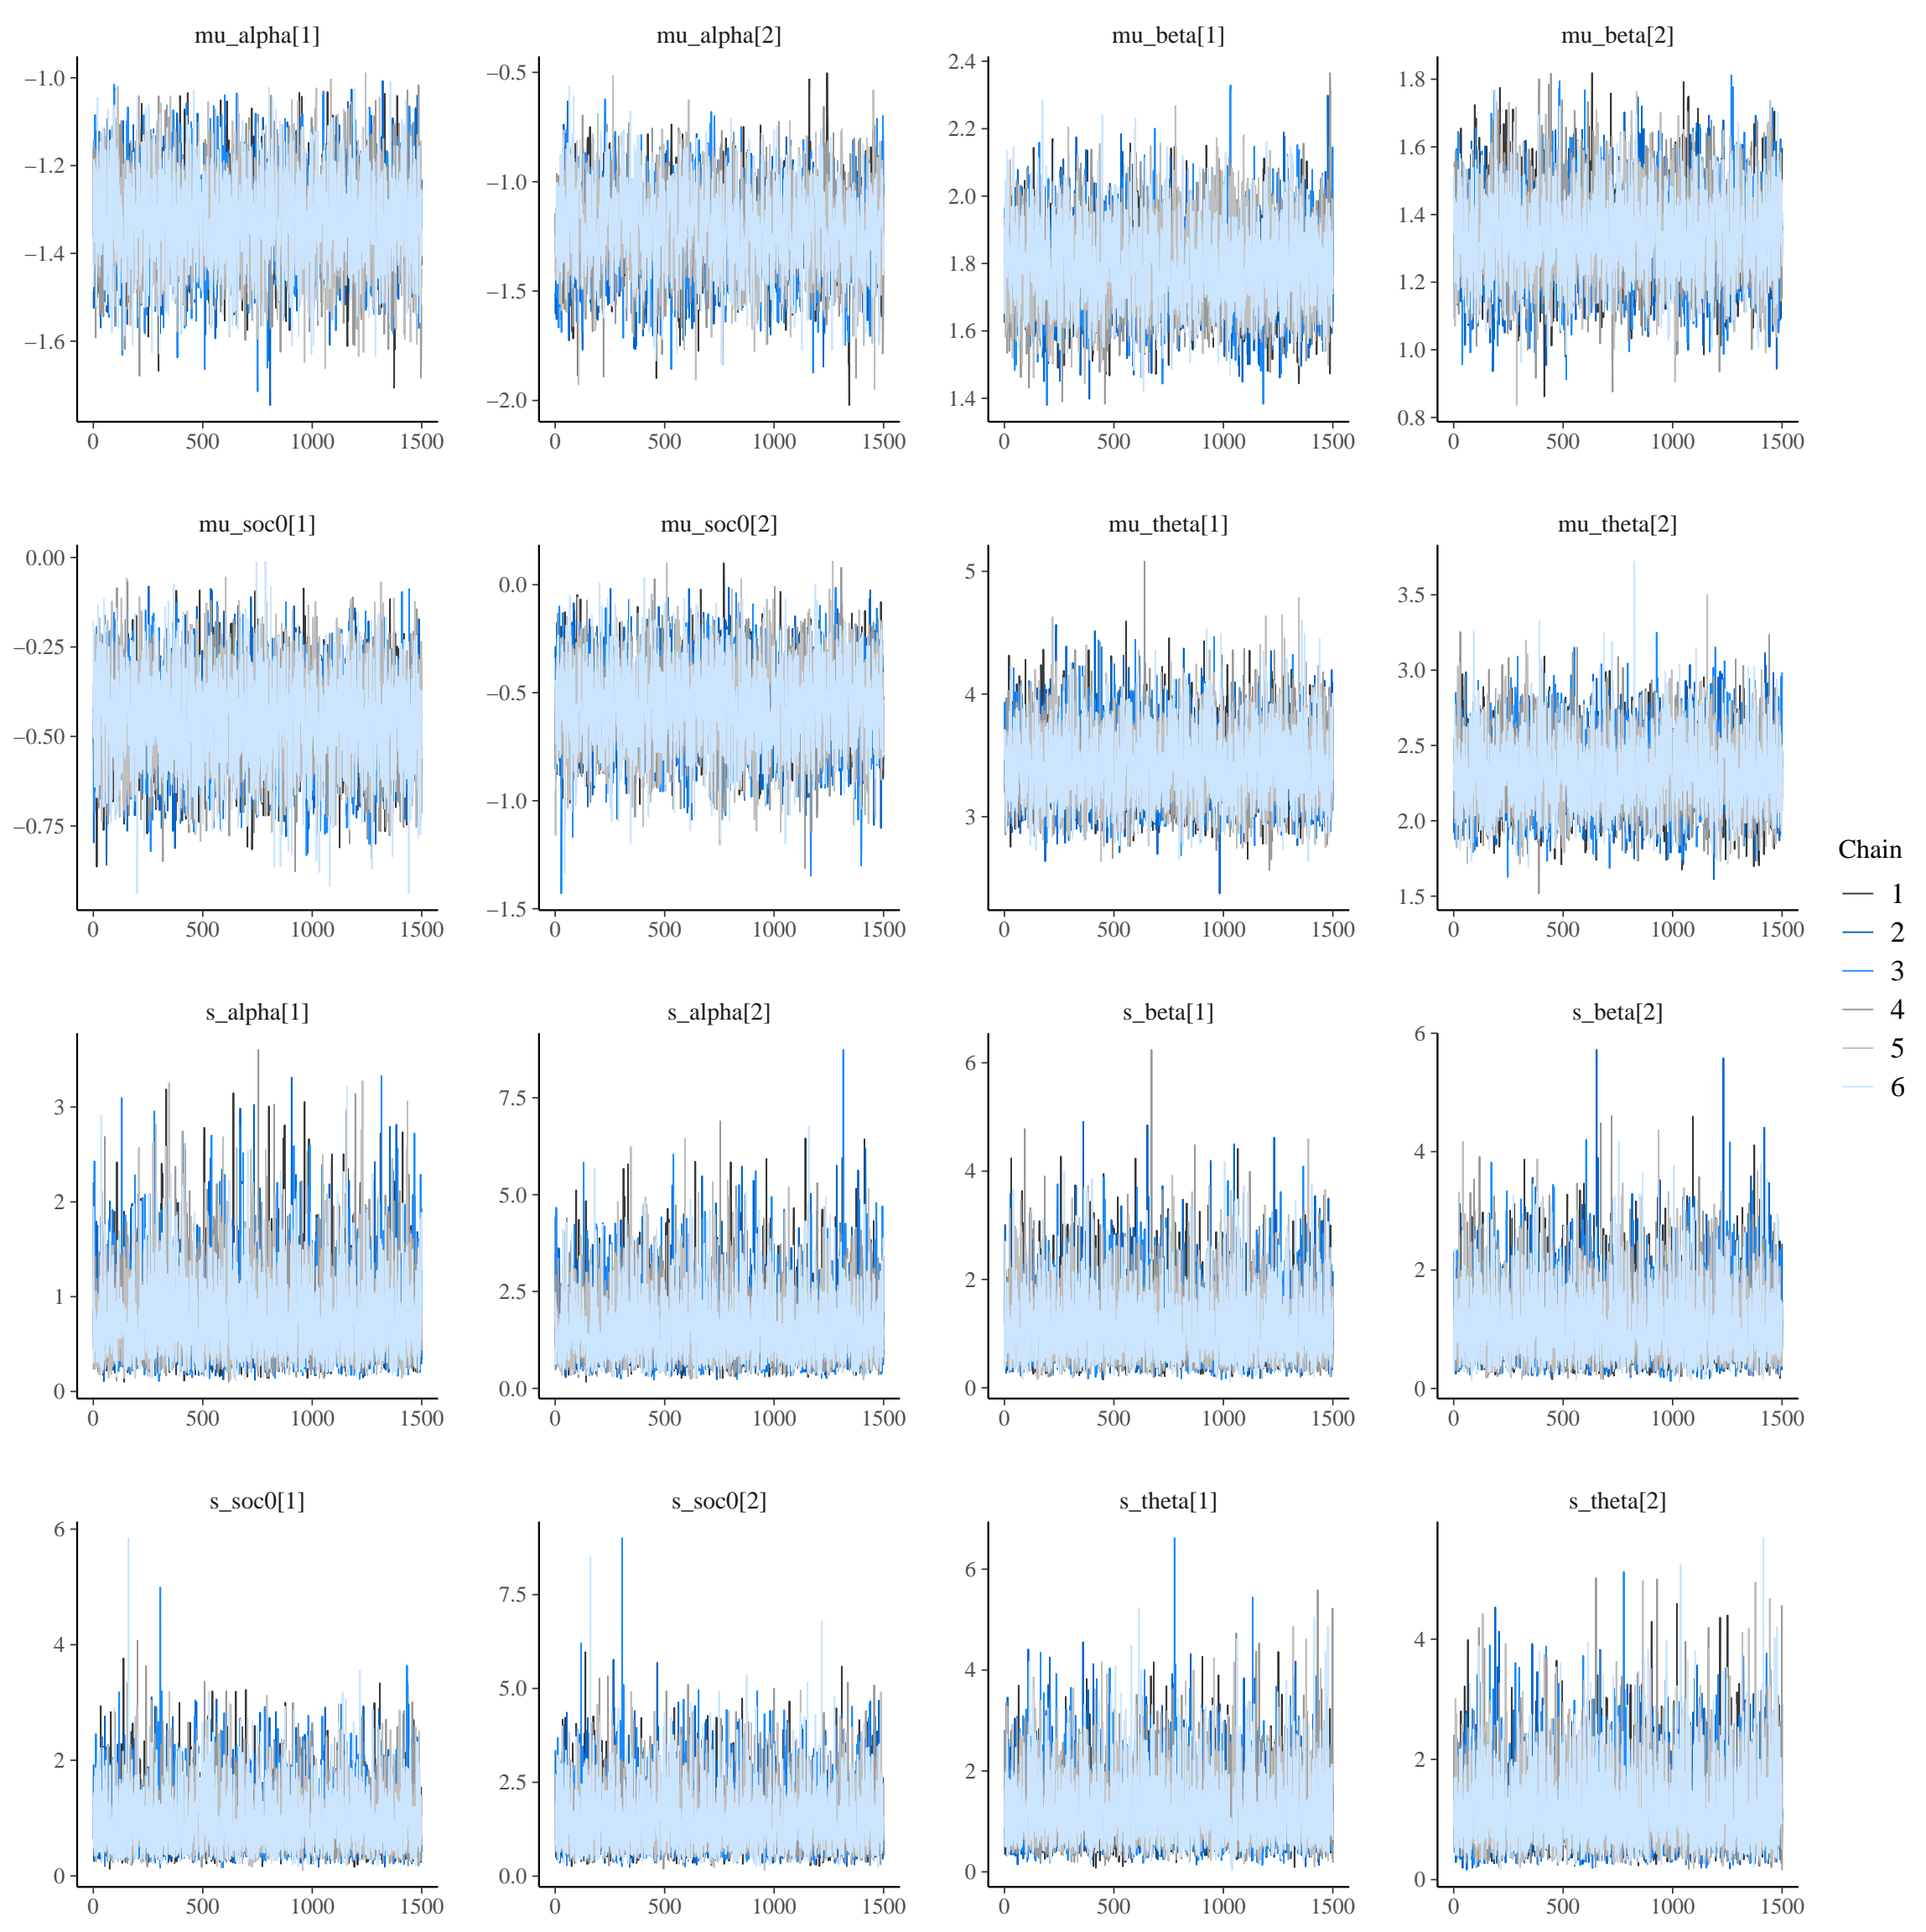 mu_alpha[1] mu_alpha[2] mu_beta[1] mu_beta[2]
−1.0 −1.2 −1.4 −1.6
−0.5 −1.0 −1.5 −2.0
2.4 2.2 2.0 1.8 1.6 1.4
1.8 1.6 1.4 1.2 1.0 0.8
0 500 1000 1500 0 500 1000 1500 0 500 1000 1500 0 500 1000 1500
mu_soc0[1] mu_soc0[2] mu_theta[1] mu_theta[2]
0.00 −0.25 −0.50 −0.75
0.0 −0.5 −1.0 −1.5
5 4 3
3.5 3.0 2.5 2.0 1.5
0 500 1000 1500 0 500 1000 1500 0 500 1000 1500 0 500 1000 1500
s_alpha[1] s_alpha[2] s_beta[1] s_beta[2]
3 2 1 0
7.5 5.0 2.5 0.0
6 4 2 0
6 4 2 0
0 500 1000 1500 0 500 1000 1500 0 500 1000 1500 0 500 1000 1500
s_soc0[1] s_soc0[2] s_theta[1] s_theta[2]
6 4 2 0
7.5 5.0 2.5 0.0
6 4 2 0
4 2 0
0 500 1000 1500 0 500 1000 1500 0 500 1000 1500 0 500 1000 1500
Chain
1
2
3
4
5
6